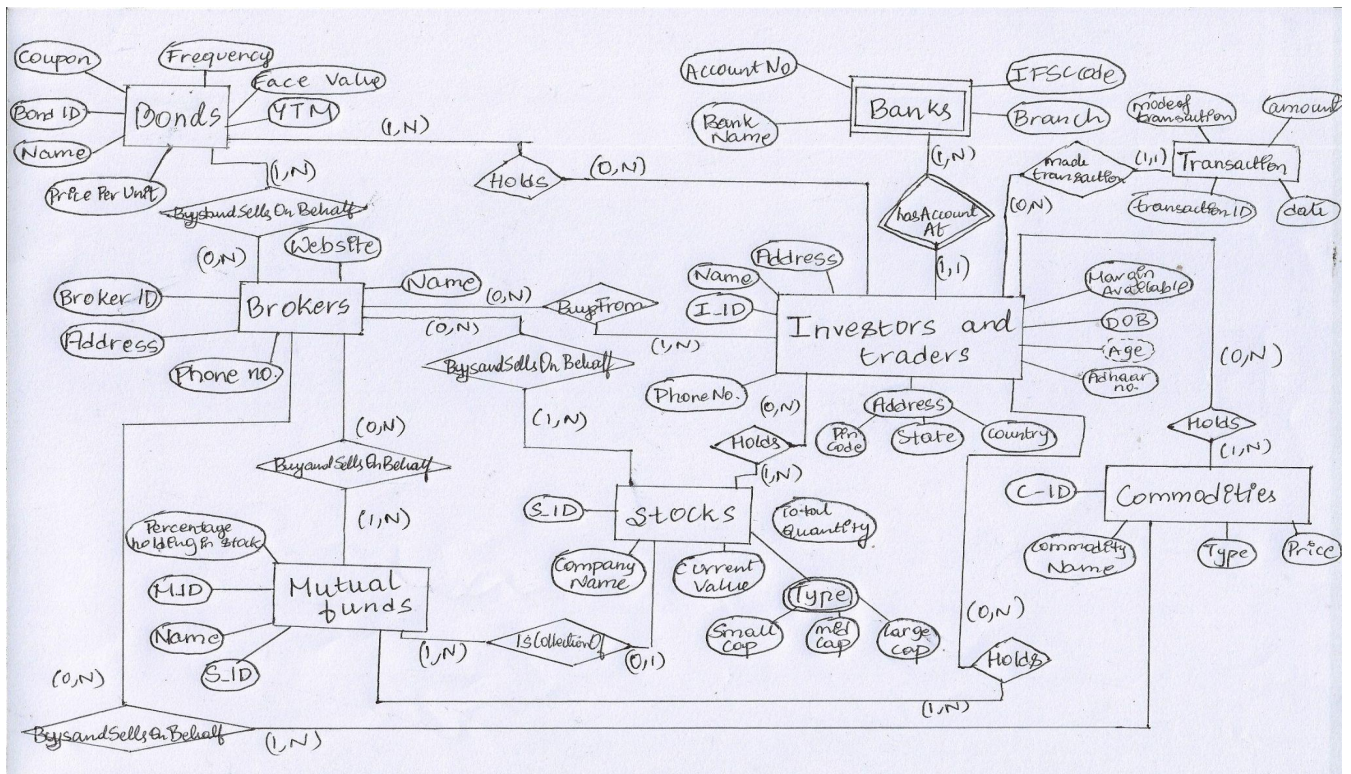 Coupon
Frequency
Face Value
YTM
Bond ID
Name
Price Per Unit
Bonds
(1,N)
(1,N)
Holds
(0,N)
Account No
Bank
Name
Banks
IFSC Code
Branch
(1,N)
hasAccount
At
(1,1)
mode of
transaction
amount
made
transaction
(1,1)
Transaction
(0,N)
transaction ID
date
BuysandSells On Behalf
(0,N)
Website
Name
Broker ID
Address
Phone no.
Brokers
(0,N)
BuysFrom
(0,N)
(1,N)
BuysandSells On Behalf
(1,N)
Name
Address
I_ID
Phone No.
Investors and
traders
Margin
Available
DOB
Age
Adhaar
no.
Address
Pin
Code
State
Country
(0,N)
Holds
(1,N)
(0,N)
Holds
(1,N)
C-ID
Commodities
Commodity
Name
Type
Price
(0,N)
BuyandSells On Behalf
(1,N)
Percentage
holding in stock
M_ID
Name
S_ID
Mutual
funds
(1,N)
IsCollectionOf
(0,1)
S_ID
Stocks
Total
Quantity
Company
Name
Current
Value
Type
Small
Cap
mid
cap
large
cap
(0,N)
Holds
(1,N)
(0,N)
BuysandSells On Behalf
(1,N)